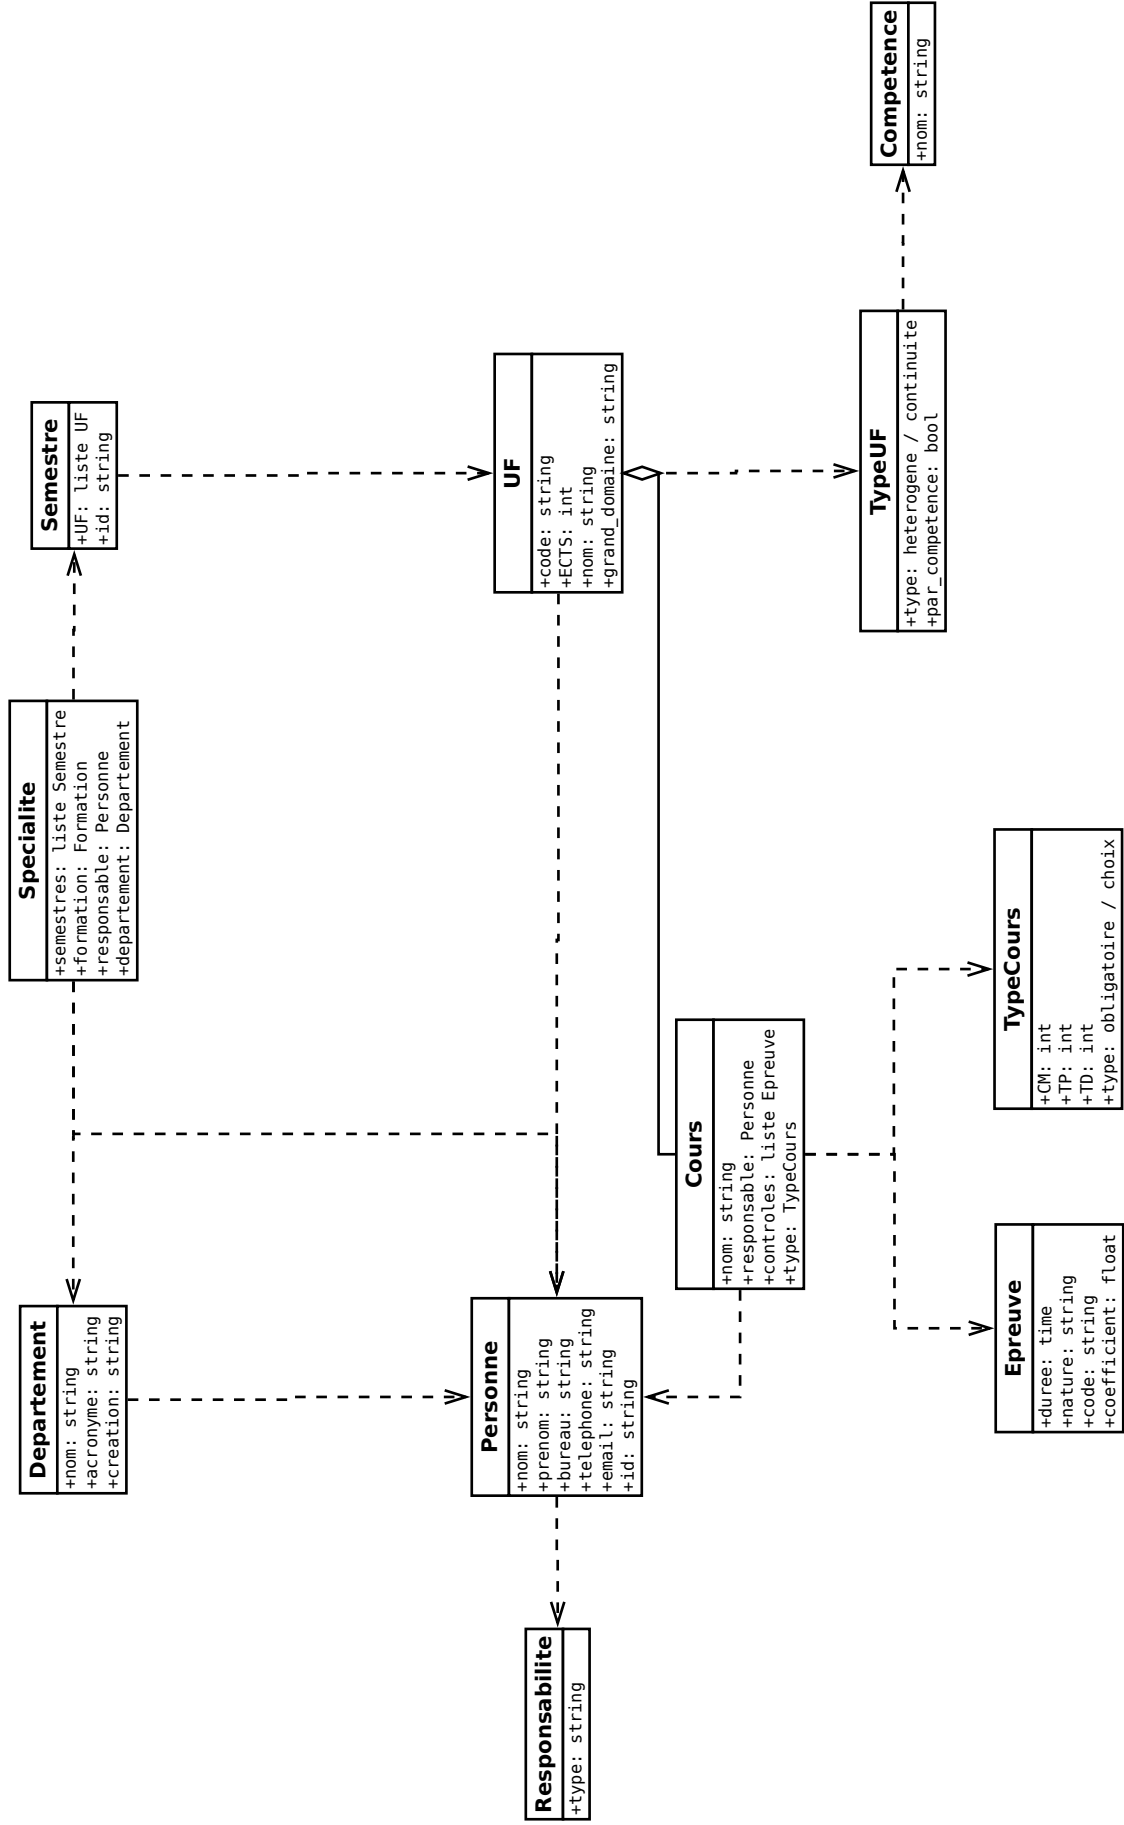 Departement
+nom: string
+acronyme: string
+creation: string
Specialite
+semestres: liste Semestre
+formation: Formation
+responsable: Personne
+departement: Departement
Semestre
+UF: liste UF
+id: string
Responsabilite
+type: string
Personne
+nom: string
+prenom: string
+bureau: string
+telephone: string
+email: string
+id: string
UF
+code: string
+ECTS: int
+nom: string
+grand_domaine: string
Cours
+nom: string
+responsable: Personne
+controles: liste Epreuve
+type: TypeCours
TypeUF
+type: heterogene / continuite
+par_competence: bool
Competence
+nom: string
Epreuve
+duree: time
+nature: string
+code: string
+coefficient: float
TypeCours
+CM: int
+TP: int
+TD: int
+type: obligatoire / choix